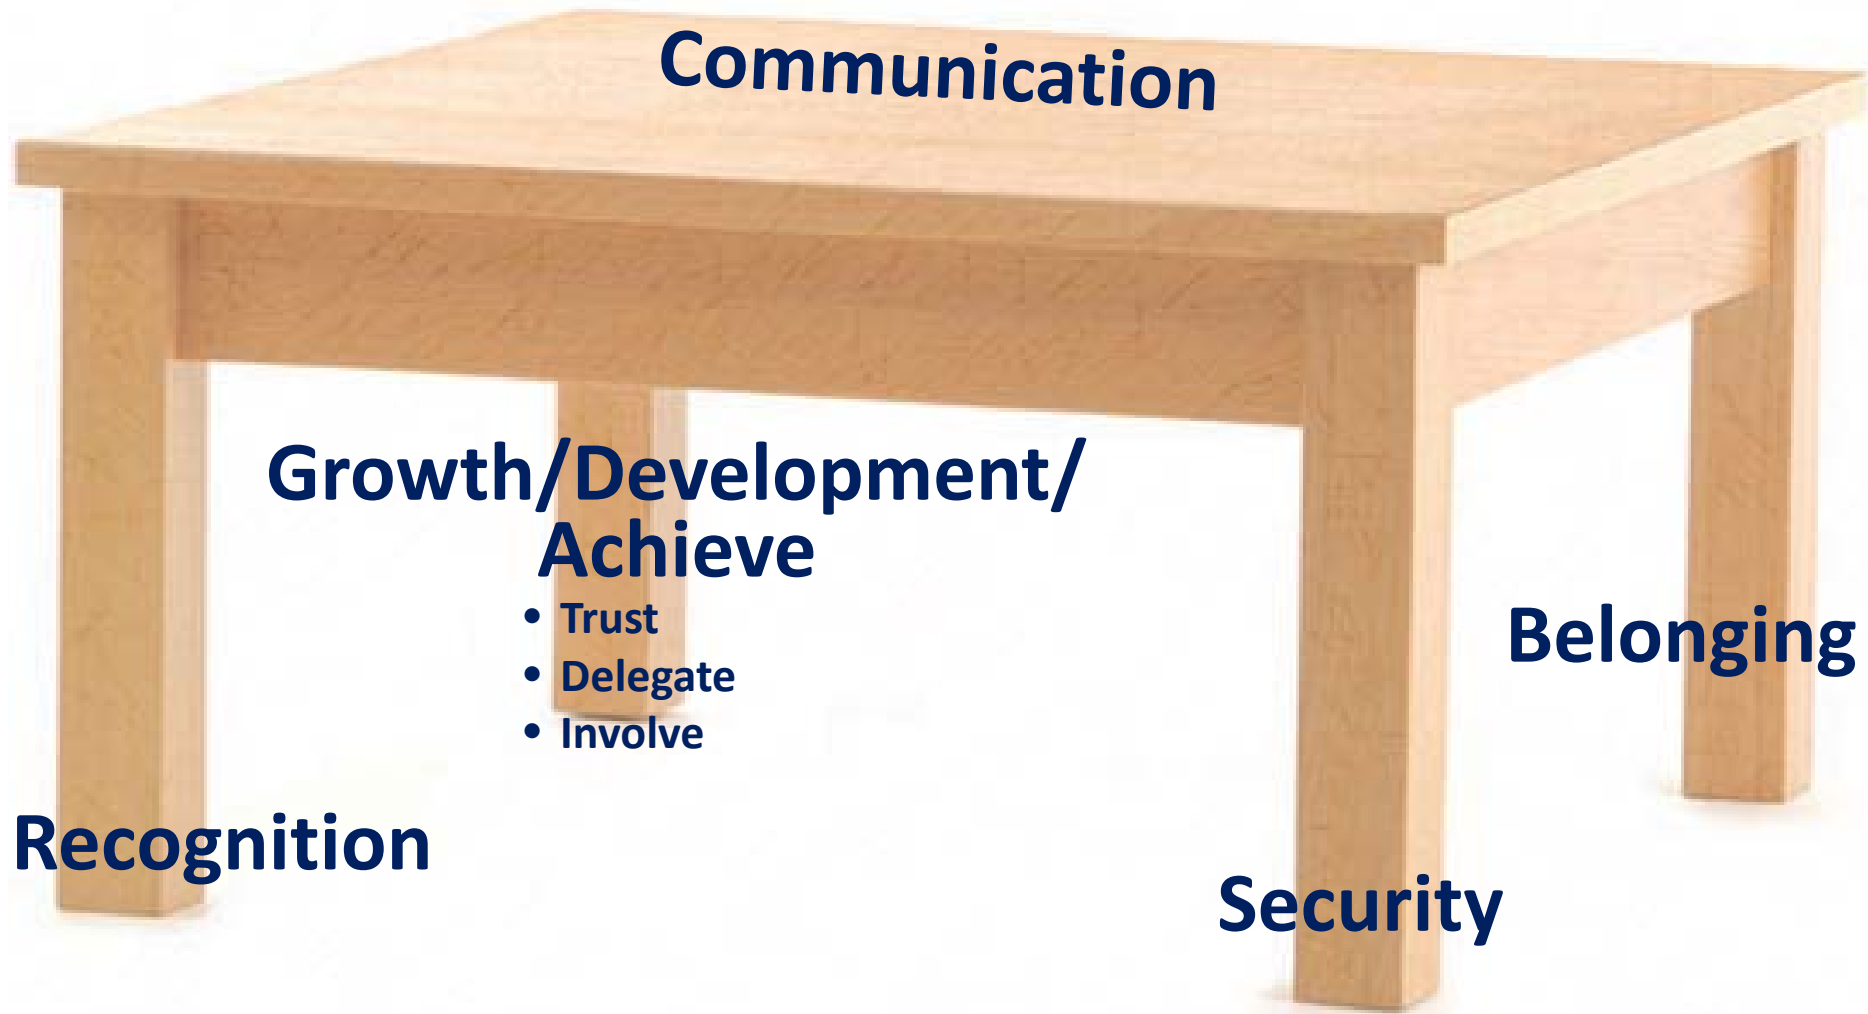 Communication
Growth/Development/
Achieve
• Trust
• Delegate
• Involve
Belonging
Recognition
Security